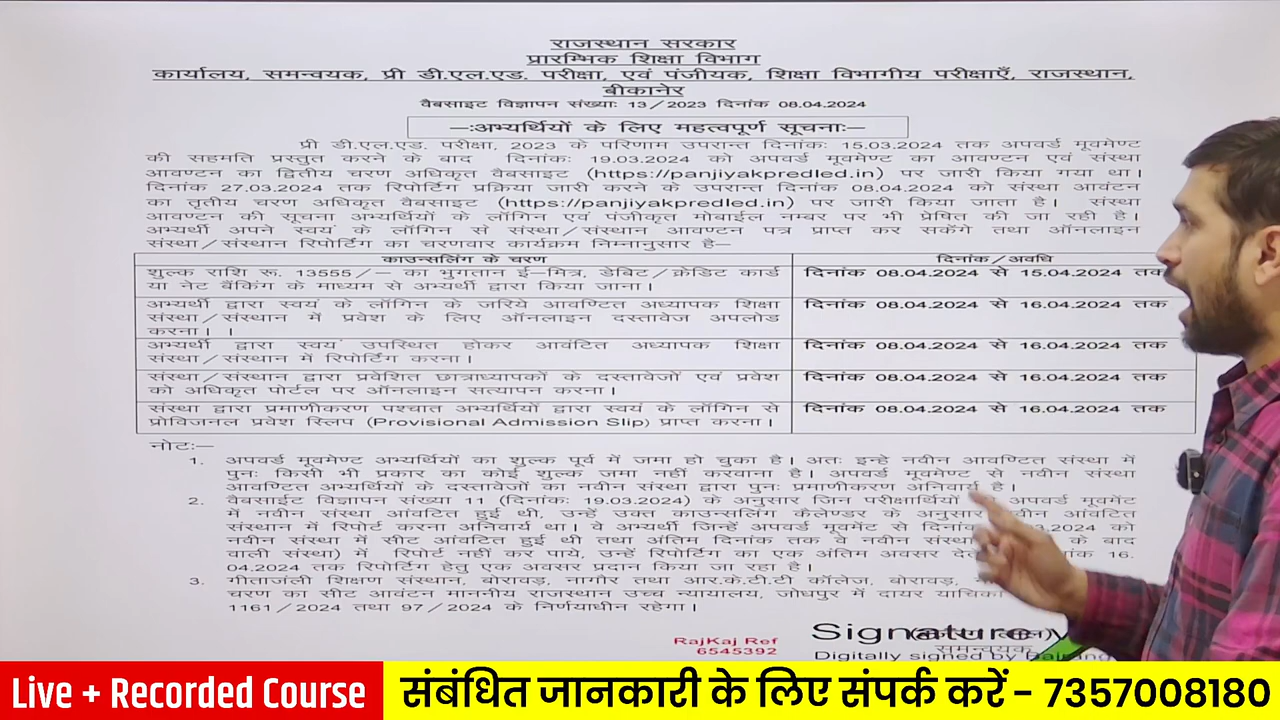 राजस्थान सरकार
प्रारम्भिक शिक्षा विभाग
कार्यालय, समन्वयक, प्री डी.एल.एड. परीक्षा, एवं पंजीयक, शिक्षा विभागीय परीक्षाएँ, राजस्थान,
बीकानेर
वैबसाइट विज्ञापन संख्याः 13/2023 दिनांक 08.04.2024
—:अभ्यर्थियों के लिए महत्वपूर्ण सूचनाः—
प्री डी.एल.एड. परीक्षा, 2023 के परिणाम उपरान्त दिनांकः 15.03.2024 तक अपवर्ड मूवमेण्ट
की सहमति प्रस्तुत करने के बाद दिनांकः 19.03.2024 को अपवर्ड मूवमेण्ट का आवण्टन एवं संस्था
आवण्टन का द्वितीय चरण अधिकृत वैबसाइट (https://panjiyakpredled.in) पर जारी किया गया था।
दिनांक 27.03.2024 तक रिपोर्टिंग प्रक्रिया जारी करने के उपरान्त दिनांक 08.04.2024 को संस्था आवंटन
का तृतीय चरण अधिकृत वैबसाइट (https://panjiyakpredled.in) पर जारी किया जाता है। संस्था
आवण्टन की सूचना अभ्यर्थियों के लॉगिन एवं पंजीकृत मोबाईल नम्बर पर भी प्रेषित की जा रही है।
अभ्यर्थी अपने स्वयं के लॉगिन से संस्था/संस्थान आवण्टन पत्र प्राप्त कर सकेंगे तथा ऑनलाइन
संस्था/संस्थान रिपोर्टिंग का चरणवार कार्यक्रम निम्नानुसार है—
काउन्सलिंग के चरण दिनांक/अवधि
शुल्क राशि रू. 13555/— का भुगतान ई—मित्र, डेबिट/क्रेडिट कार्ड दिनांक 08.04.2024 से 15.04.2024 तक
या नेट बैंकिंग के माध्यम से अभ्यर्थी द्वारा किया जाना।
अभ्यर्थी द्वारा स्वयं के लॉगिन के जरिये आवण्टित अध्यापक शिक्षा दिनांक 08.04.2024 से 16.04.2024 तक
संस्था/संस्थान में प्रवेश के लिए ऑनलाइन दस्तावेज अपलोड
करना। ।
अभ्यर्थी द्वारा स्वयं उपस्थित होकर आवंटित अध्यापक शिक्षा दिनांक 08.04.2024 से 16.04.2024 तक
संस्था/संस्थान में रिपोर्टिंग करना।
संस्था/संस्थान द्वारा प्रवेशित छात्राध्यापकों के दस्तावेजों एवं प्रवेश दिनांक 08.04.2024 से 16.04.2024 तक
को अधिकृत पोर्टल पर ऑनलाइन सत्यापन करना।
संस्था द्वारा प्रमाणीकरण पश्चात अभ्यर्थियों द्वारा स्वयं के लॉगिन से दिनांक 08.04.2024 से 16.04.2024 तक
प्रोविजनल प्रवेश स्लिप (Provisional Admission Slip) प्राप्त करना।
नोटः—
1. अपवर्ड मूवमेण्ट अभ्यर्थियों का शुल्क पूर्व में जमा हो चुका है। अतः इन्हे नवीन आवण्टित संस्था में
पुनः किसी भी प्रकार का कोई शुल्क जमा नहीं करवाना है। अपवर्ड मूवमेण्ट से नवीन संस्था
आवण्टित अभ्यर्थियों के दस्तावेजों का नवीन संस्था द्वारा पुनः प्रमाणीकरण अनिवार्य है।
2. वैबसाईट विज्ञापन संख्या 11 (दिनांकः 19.03.2024) के अनुसार जिन परीक्षार्थियों अपवर्ड मूवमेंट
में नवीन संस्था आंवटित हुई थी, उन्हें उक्त काउन्सलिंग कैलेण्डर के अनुसार नवीन आंवटित
संस्थान में रिपोर्ट करना अनिवार्य था। वे अभ्यर्थी जिन्हें अपवर्ड मूवमेंट से दिनांक .03.2024 को
नवीन संस्था में सीट आंवटित हुई थी तथा अंतिम दिनांक तक वे नवीन संस्था के बाद
वाली संस्था) में रिपोर्ट नहीं कर पाये, उन्हें रिपोर्टिंग का एक अंतिम अवसर 16.
04.2024 तक रिपोर्टिंग हेतु एक अवसर प्रदान किया जा रहा है।
3. गीताजंली शिक्षण संस्थान, बोरावड़, नागौर तथा आर.के.टी.टी कॉलेज, बोरावड़,
चरण का सीट आवंटन माननीय राजस्थान उच्च न्यायालय, जोधपुर में दायर याचिका
1161/2024 तथा 97/2024 के निर्णयाधीन रहेगा।
RajKaj Ref
6545392
Signature
समन्वयक
Digitally signed by
Live + Recorded Course
संबंधित जानकारी के लिए संपर्क करें - 7357008180